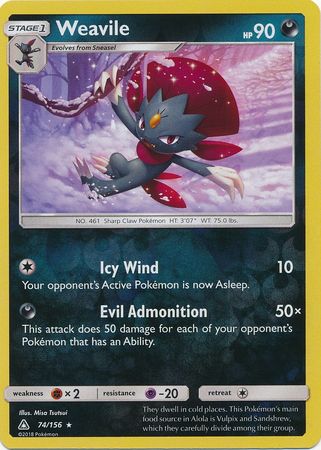 STAGE 1 Weavile HP 90
Evolves from Sneasel
NO. 461 Sharp Claw Pokémon HT: 3'07" WT: 75.0 lbs.
Icy Wind 10
Your opponent's Active Pokémon is now Asleep.
Evil Admonition 50×
This attack does 50 damage for each of your opponent's
Pokémon that has an Ability.
weakness × 2 resistance -20 retreat
Illus. Misa Tsutsui
74/156 ★
©2018 Pokémon
They dwell in cold places. This Pokémon's main
food source in Alola is Vulpix and Sandshrew,
which they carefully divide among their group.